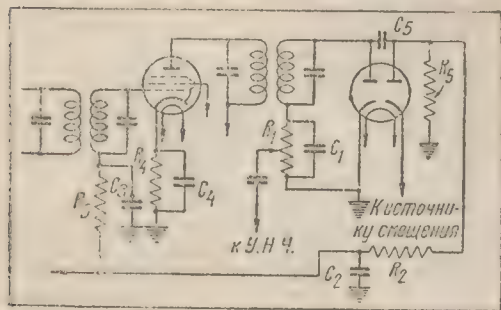 C₅
R₅
R₄
R₁
C₁
C₃
C₄
R₃
К источни-
ку смещения
к У.Н.Ч.
C₂
R₂